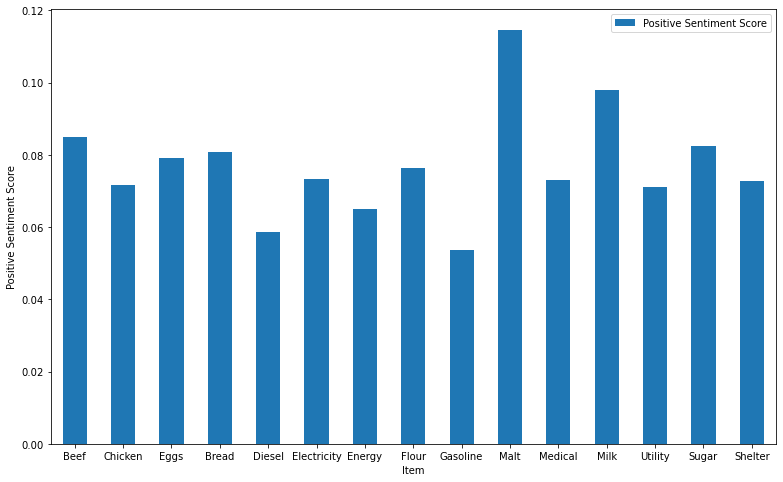 Positive Sentiment Score
0.12
0.10
0.08
0.06
0.04
0.02
0.00
Positive Sentiment Score
Beef Chicken Eggs Bread Diesel Electricity Energy Flour Gasoline Malt Medical Milk Utility Sugar Shelter
Item